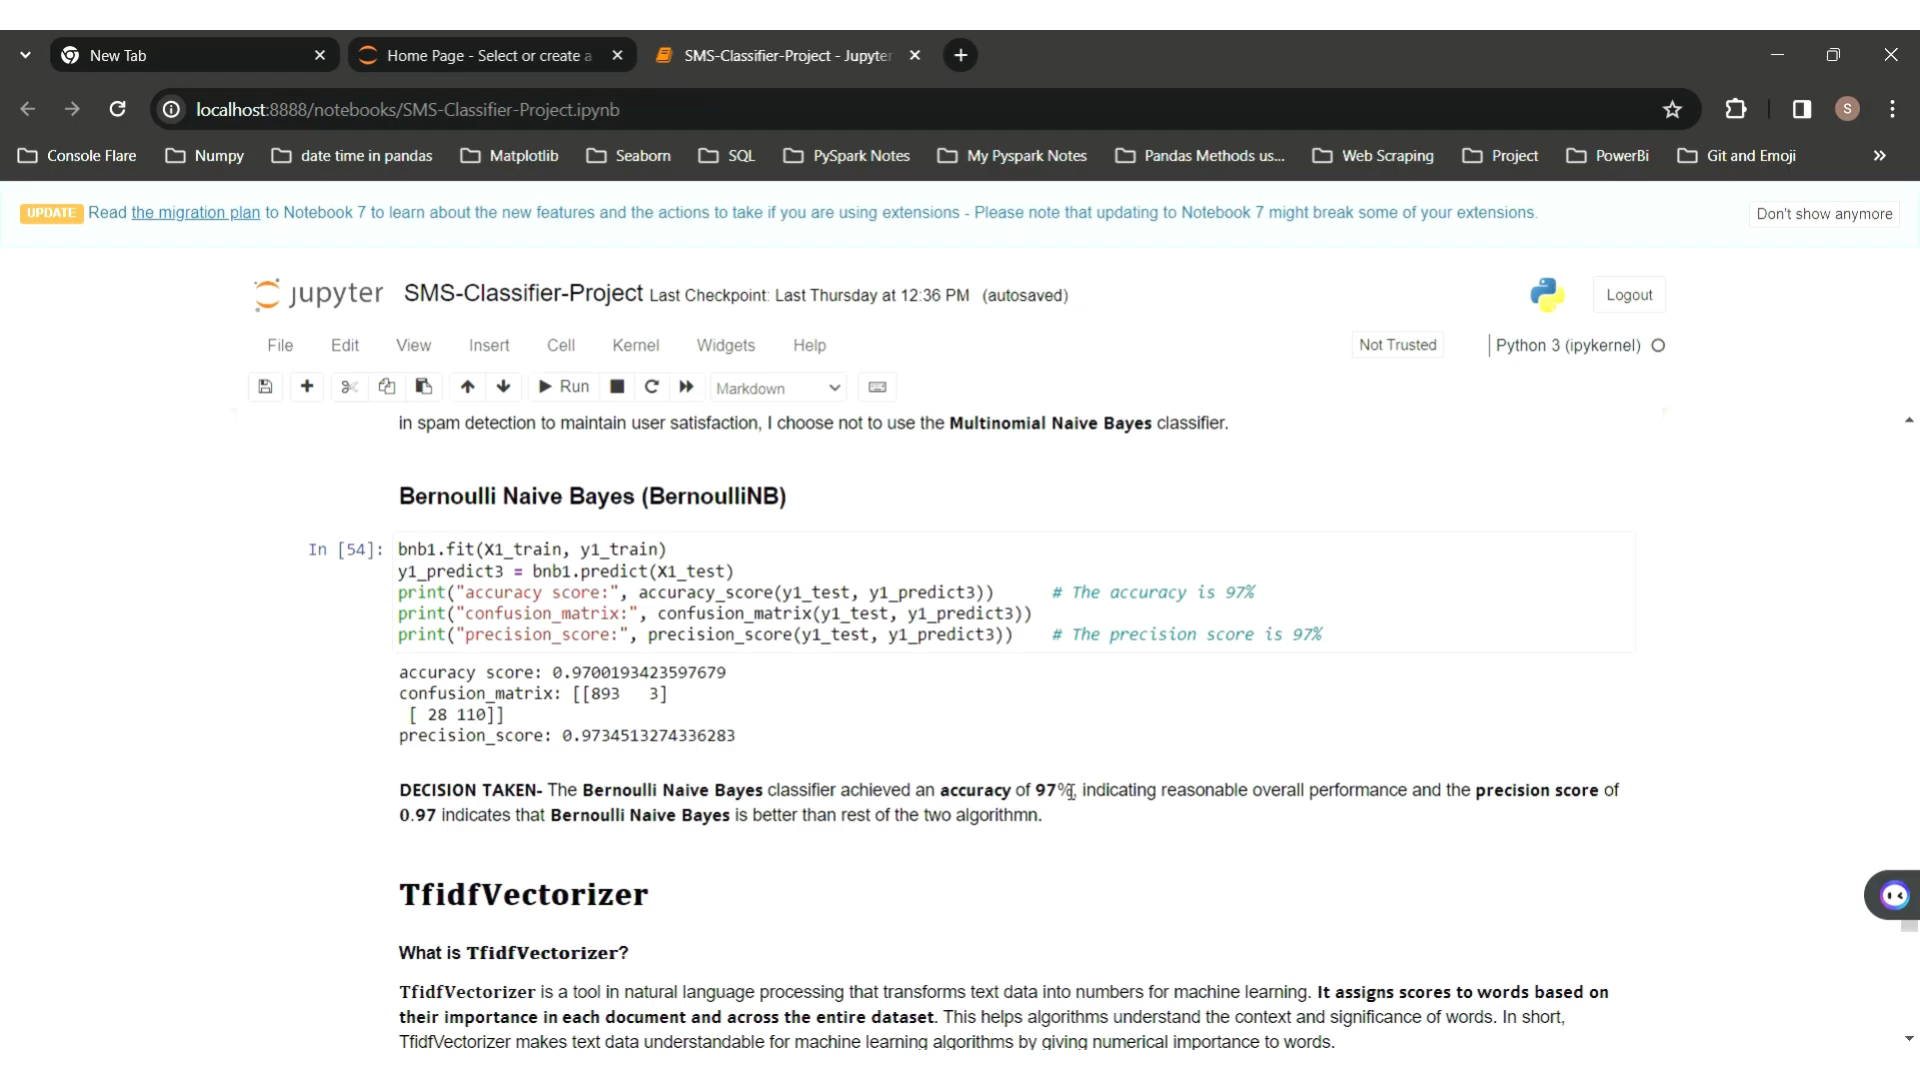 New Tab
Home Page - Select or create a
SMS-Classifier-Project - Jupyter
localhost:8888/notebooks/SMS-Classifier-Project.ipynb
S
Console Flare Numpy date time in pandas Matplotlib Seaborn SQL PySpark Notes My Pyspark Notes Pandas Methods us... Web Scraping Project PowerBi Git and Emoji »
UPDATE Read the migration plan to Notebook 7 to learn about the new features and the actions to take if you are using extensions - Please note that updating to Notebook 7 might break some of your extensions.
Don't show anymore
jupyter SMS-Classifier-Project Last Checkpoint: Last Thursday at 12:36 PM (autosaved)
Logout
File Edit View Insert Cell Kernel Widgets Help
Not Trusted
Python 3 (ipykernel)
Run
Markdown
in spam detection to maintain user satisfaction, I choose not to use the Multinomial Naive Bayes classifier.
Bernoulli Naive Bayes (BernoulliNB)
In [54]: bnb1.fit(X1_train, y1_train)
y1_predict3 = bnb1.predict(X1_test)
print("accuracy score:", accuracy_score(y1_test, y1_predict3)) # The accuracy is 97%
print("confusion_matrix:", confusion_matrix(y1_test, y1_predict3))
print("precision_score:", precision_score(y1_test, y1_predict3)) # The precision score is 97%
accuracy score: 0.9700193423597679
confusion_matrix: [[893 3]
[ 28 110]]
precision_score: 0.9734513274336283
DECISION TAKEN- The Bernoulli Naive Bayes classifier achieved an accuracy of 97%, indicating reasonable overall performance and the precision score of
0.97 indicates that Bernoulli Naive Bayes is better than rest of the two algorithmn.
TfidfVectorizer
What is TfidfVectorizer?
TfidfVectorizer is a tool in natural language processing that transforms text data into numbers for machine learning. It assigns scores to words based on
their importance in each document and across the entire dataset. This helps algorithms understand the context and significance of words. In short,
TfidfVectorizer makes text data understandable for machine learning algorithms by giving numerical importance to words.